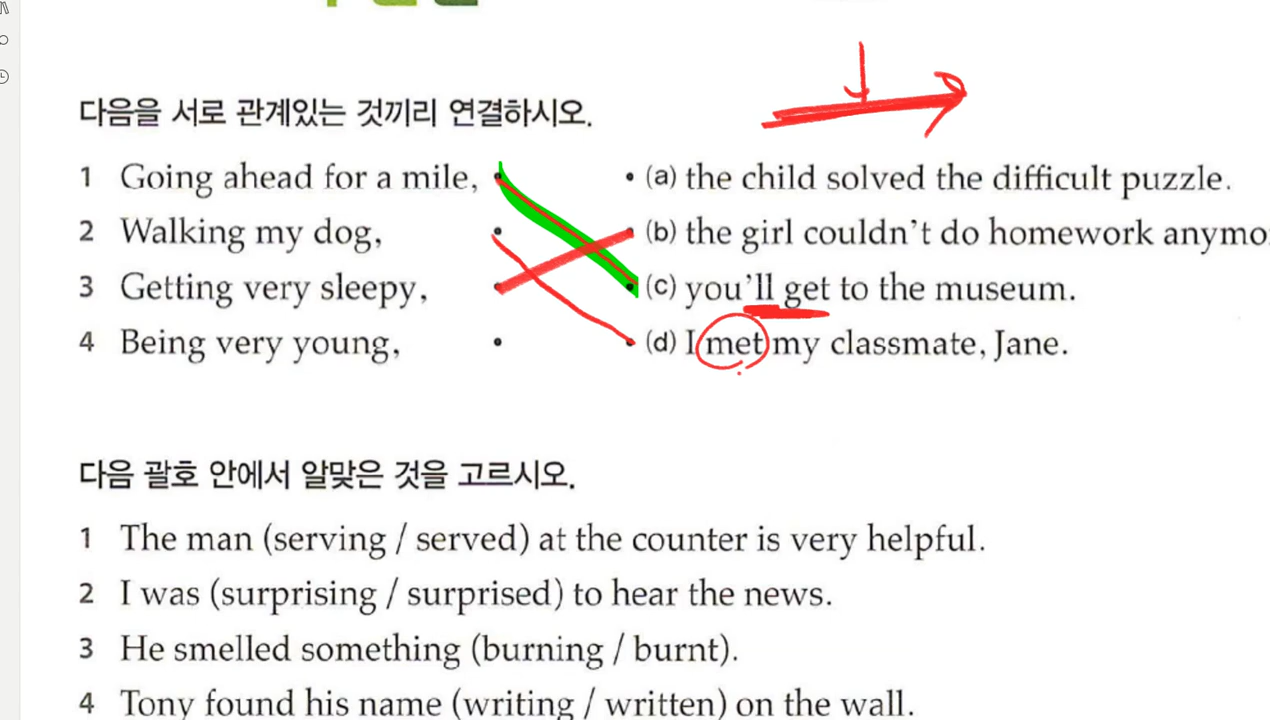 다음을 서로 관계있는 것끼리 연결하시오.
1 Going ahead for a mile, • • (a) the child solved the difficult puzzle.
2 Walking my dog, • • (b) the girl couldn't do homework anymo
3 Getting very sleepy, • • (c) you'll get to the museum.
4 Being very young, • • (d) I met my classmate, Jane.
다음 괄호 안에서 알맞은 것을 고르시오.
1 The man (serving / served) at the counter is very helpful.
2 I was (surprising / surprised) to hear the news.
3 He smelled something (burning / burnt).
4 Tony found his name (writing / written) on the wall.